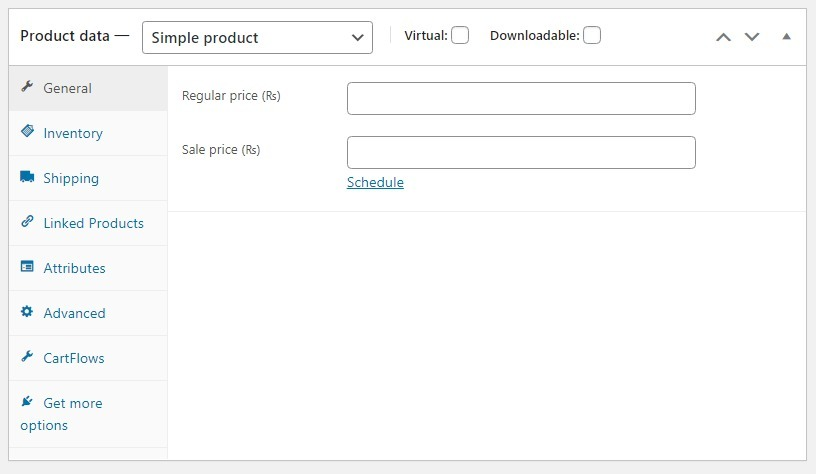 Product data — Simple product Virtual: Downloadable:
General
Inventory
Shipping
Linked Products
Attributes
Advanced
CartFlows
Get more
options
Regular price (₨)
Sale price (₨)
Schedule